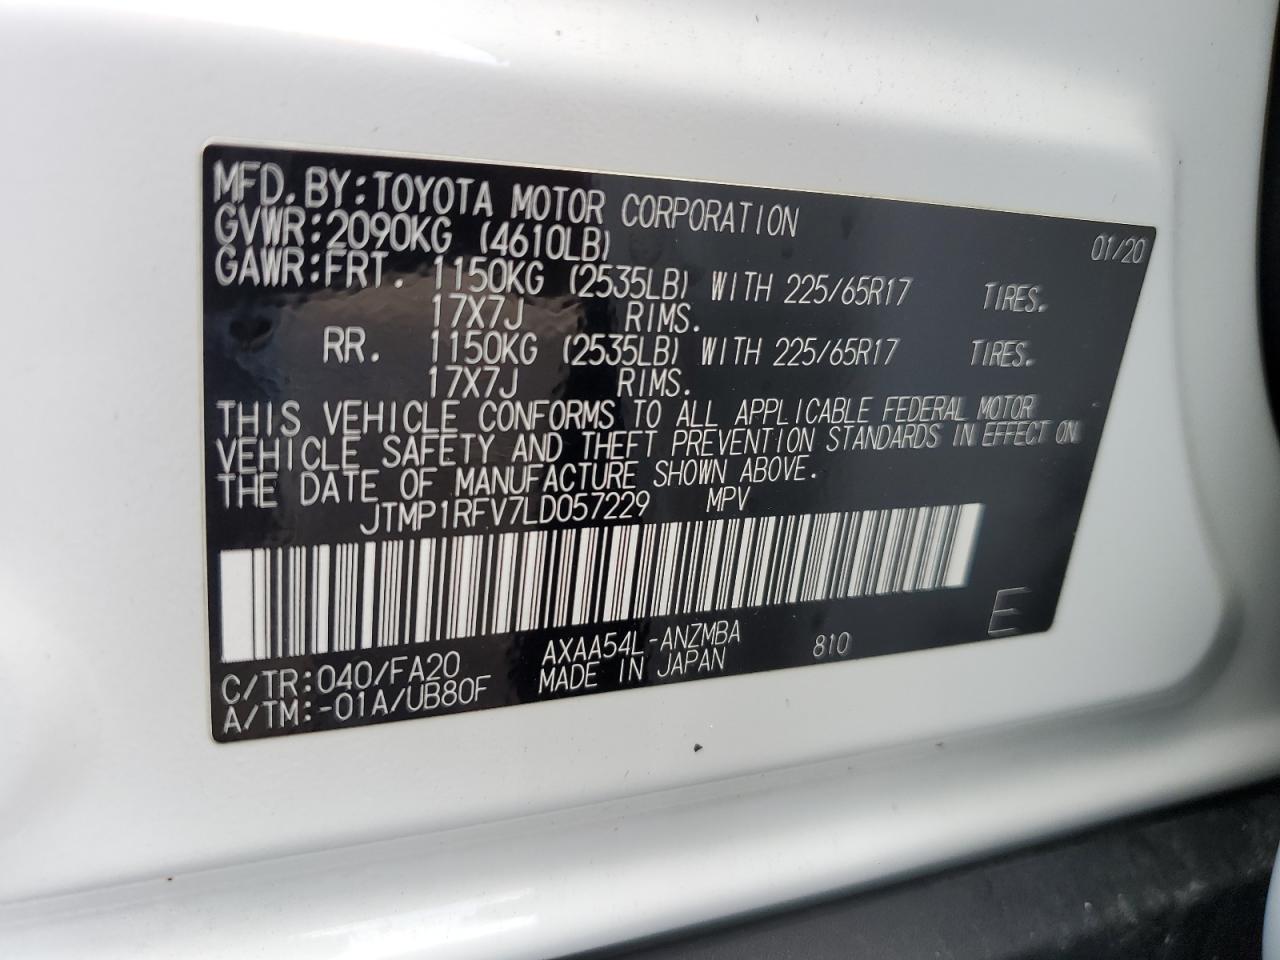 MFD. BY: TOYOTA MOTOR CORPORATION 01/20
GVWR: 2090KG (4610LB)
GAWR: FRT. 1150KG (2535LB) WITH 225/65R17 TIRES.
17X7J RIMS.
RR. 1150KG (2535LB) WITH 225/65R17 TIRES.
17X7J RIMS.
THIS VEHICLE CONFORMS TO ALL APPLICABLE FEDERAL MOTOR
VEHICLE SAFETY AND THEFT PREVENTION STANDARDS IN EFFECT ON
THE DATE OF MANUFACTURE SHOWN ABOVE.
JTMP1RFV7LD057229 MPV
E
C/TR: 040/FA20 AXAA54L-ANZMBA 810
A/TM: -01A/UB80F MADE IN JAPAN